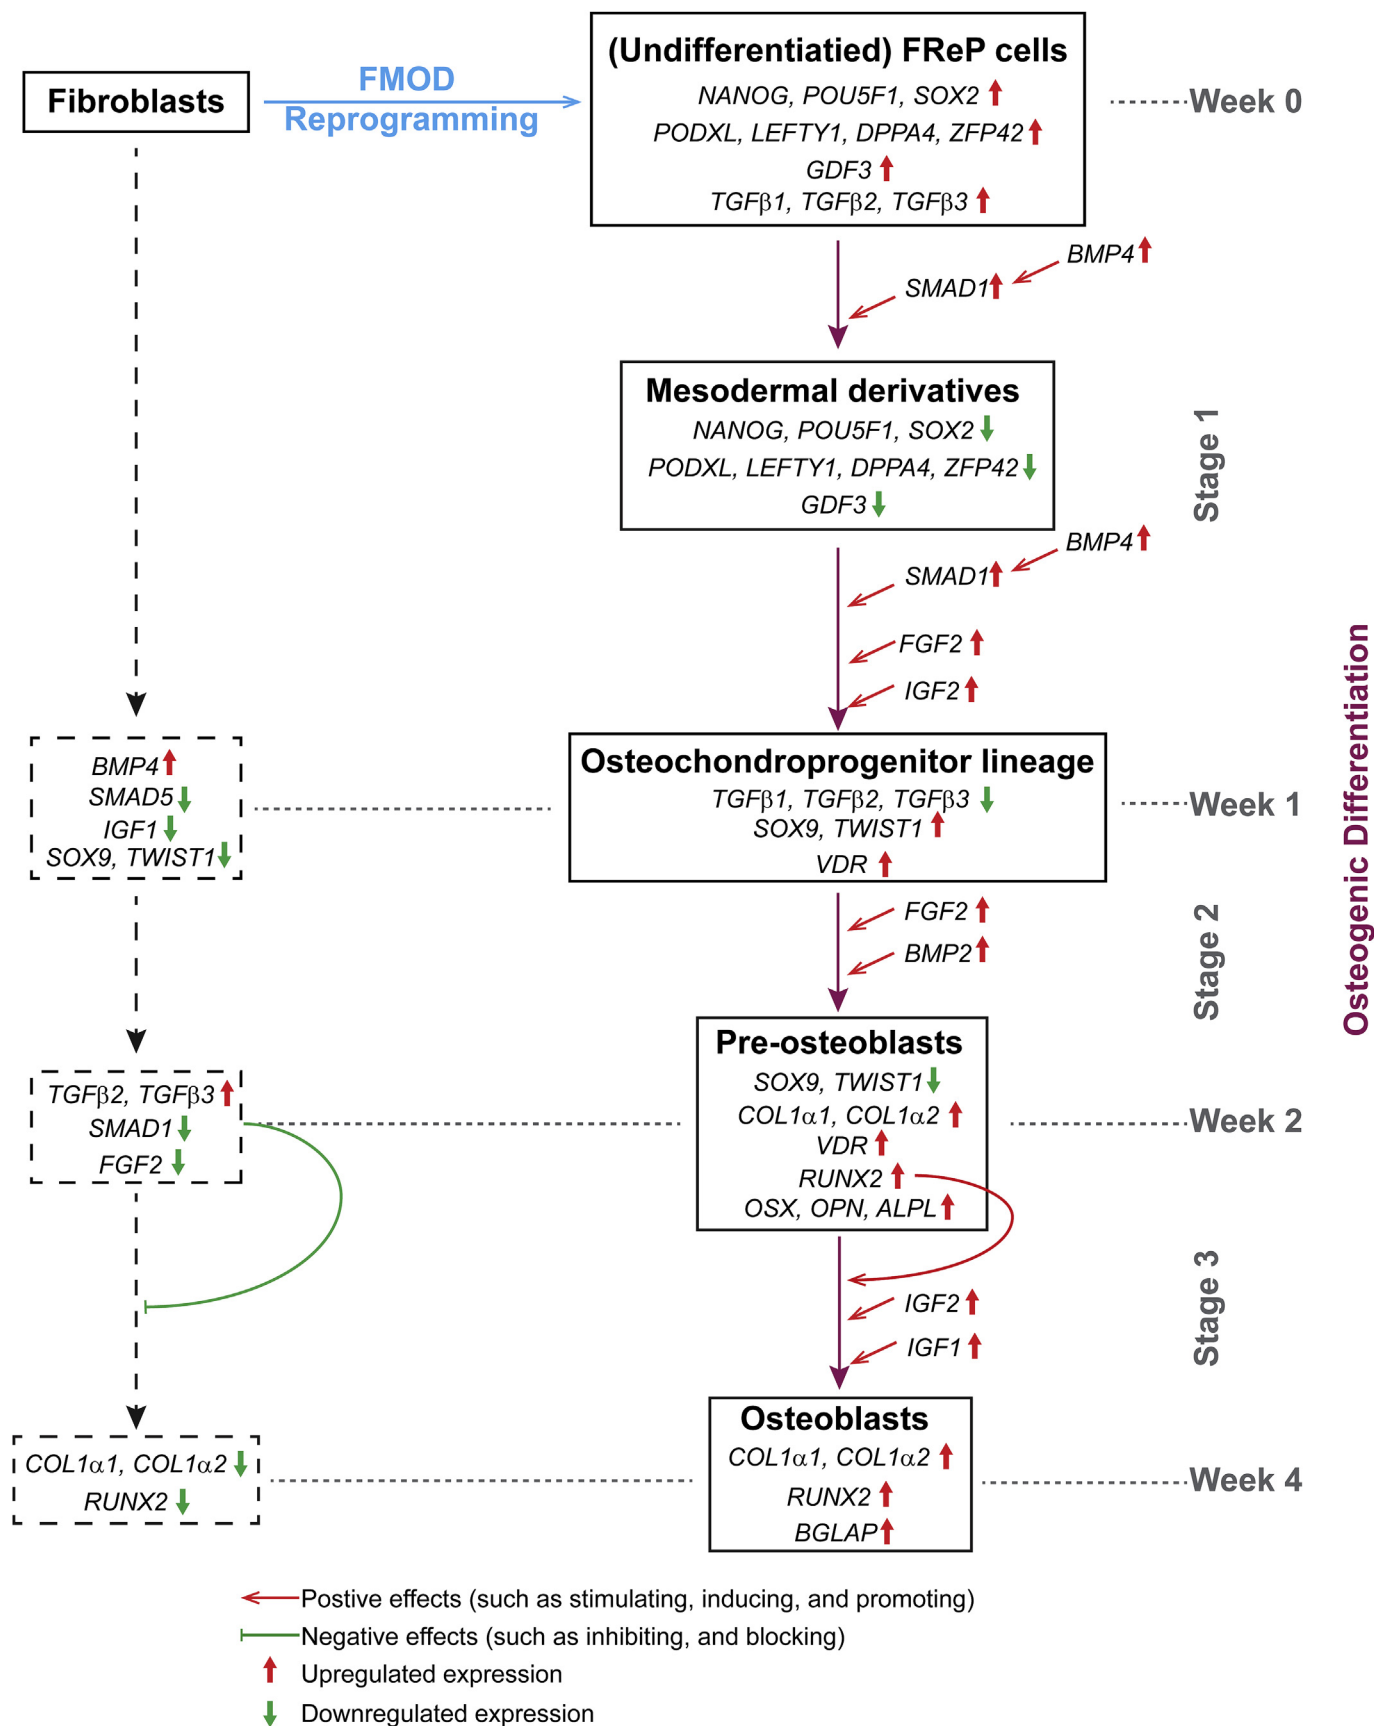 (Undifferentiatied) FReP cells
Fibroblasts
FMOD
Reprogramming
NANOG, POU5F1, SOX2
PODXL, LEFTY1, DPPA4, ZFP42
GDF3
TGFβ1, TGFβ2, TGFβ3
Week 0
BMP4
SMAD1
Mesodermal derivatives
NANOG, POU5F1, SOX2
PODXL, LEFTY1, DPPA4, ZFP42
GDF3
Stage 1
BMP4
SMAD1
FGF2
IGF2
Osteogenic Differentiation
BMP4
SMAD5
IGF1
SOX9, TWIST1
Osteochondroprogenitor lineage
TGFβ1, TGFβ2, TGFβ3
SOX9, TWIST1
VDR
Week 1
FGF2
BMP2
Stage 2
TGFβ2, TGFβ3
SMAD1
FGF2
Pre-osteoblasts
SOX9, TWIST1
COL1α1, COL1α2
VDR
RUNX2
OSX, OPN, ALPL
Week 2
IGF2
IGF1
Stage 3
COL1α1, COL1α2
RUNX2
Osteoblasts
COL1α1, COL1α2
RUNX2
BGLAP
Week 4
Postive effects (such as stimulating, inducing, and promoting)
Negative effects (such as inhibiting, and blocking)
Upregulated expression
Downregulated expression